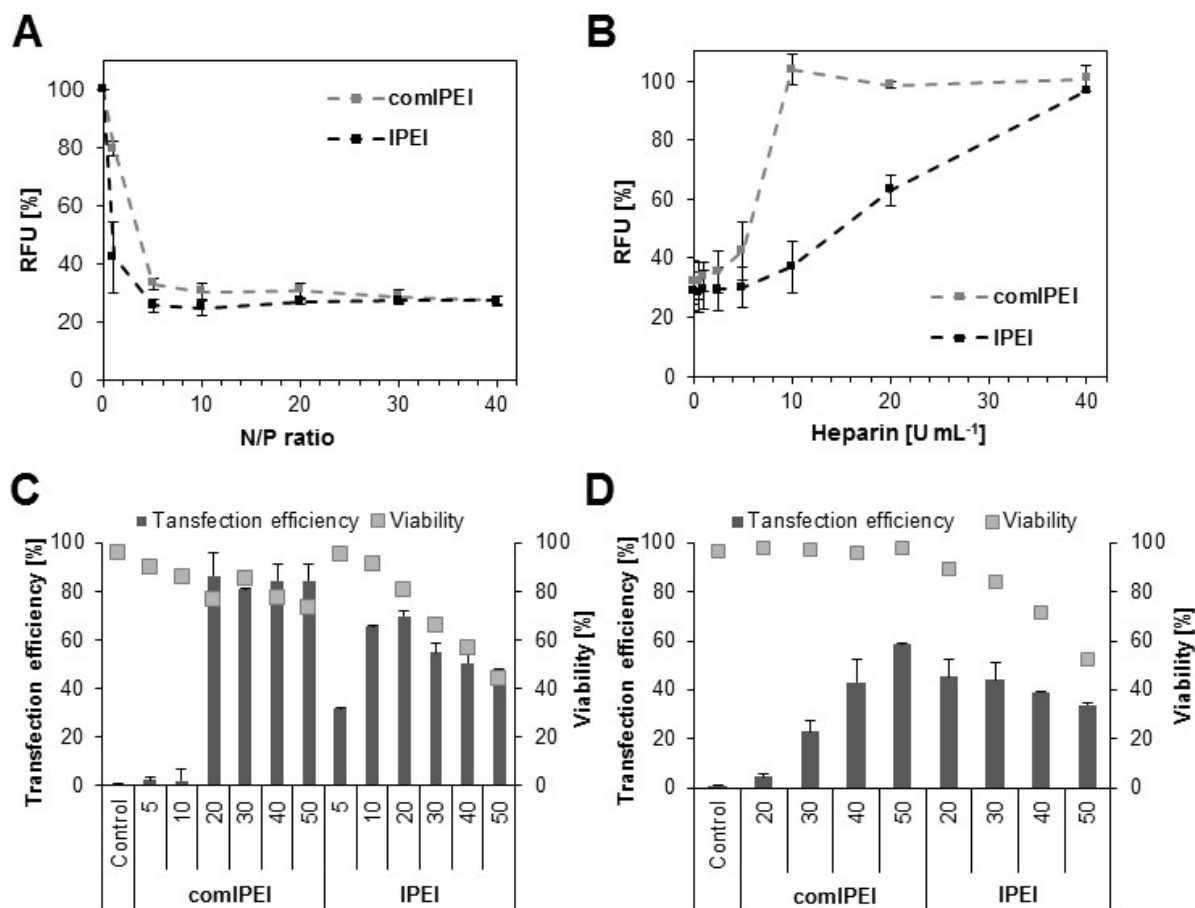 A
100
80
60
40
20
0
RFU [%]
comlPEI
lPEI
0 10 20 30 40
N/P ratio
B
100
80
60
40
20
0
RFU [%]
comlPEI
lPEI
0 10 20 30 40
Heparin [U mL-1]
C
Tansfection efficiency Viability
100 100
80 80
60 60
40 40
20 20
0 0
Transfection efficiency [%]
Viability [%]
Control 5 10 20 30 40 50 5 10 20 30 40 50
comlPEI lPEI
D
Tansfection efficiency Viability
100 100
80 80
60 60
40 40
20 20
0 0
Transfection efficiency [%]
Viability [%]
Control 20 30 40 50 20 30 40 50
comlPEI lPEI